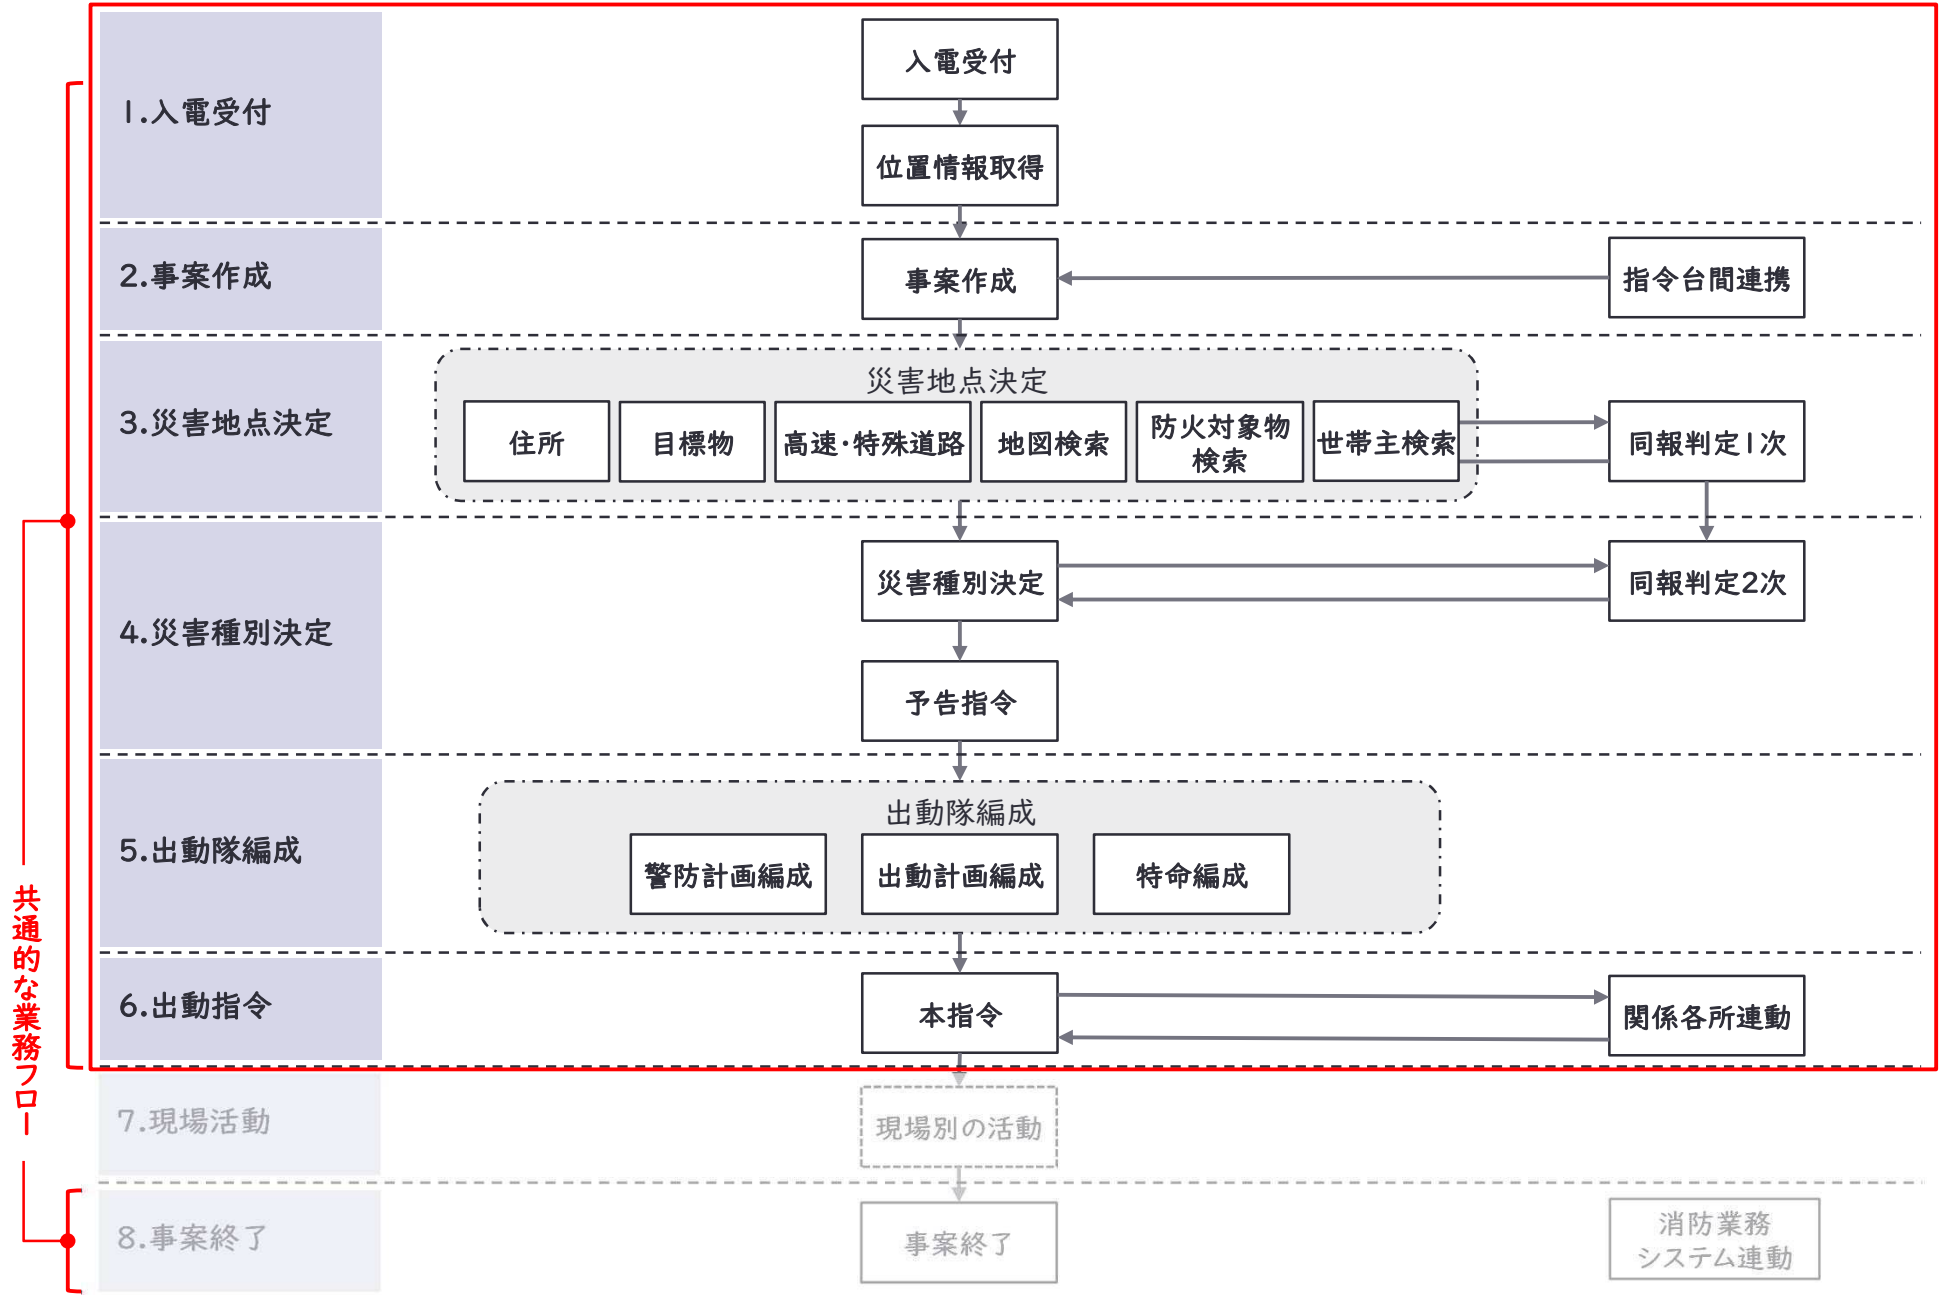 共通的な業務フロー
1.入電受付
入電受付
位置情報取得
2.事案作成
事案作成
指令台間連携
3.災害地点決定
災害地点決定
住所
目標物
高速・特殊道路
地図検索
防火対象物
検索
世帯主検索
同報判定1次
4.災害種別決定
災害種別決定
同報判定2次
予告指令
5.出動隊編成
出動隊編成
警防計画編成
出動計画編成
特命編成
6.出動指令
本指令
関係各所連動
7.現場活動
現場別の活動
8.事案終了
事案終了
消防業務
システム連動